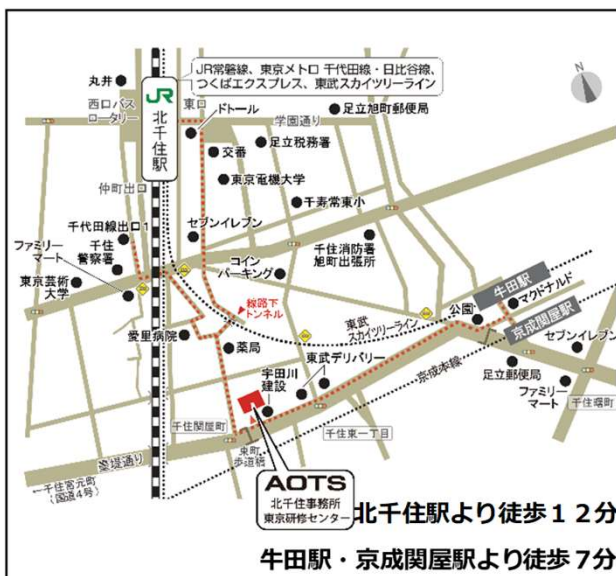 JR常磐線、東京メトロ 千代田線・日比谷線、
つくばエクスプレス、東武スカイツリーライン
丸井
JR
北千住駅
西口バス
ロータリー
東口
ドトール
足立旭町郵便局
学園通り
N
交番
足立税務署
東京電機大学
仲町出口
千寿常東小
千代田線出口1
セブンイレブン
ファミリー
マート
千住
警察署
コイン
パーキング
千住消防署
旭町出張所
東京芸術
大学
線路下
トンネル
牛田駅
マクドナルド
公園
京成関屋駅
東武
スカイツリーライン
愛里病院
薬局
セブンイレブン
宇田川
建設
東武デリバリー
京成本線
足立郵便局
ファミリー
マート
千住曙町
千住関屋町
千住東一丁目
墨堤通り
東町
歩道橋
←千住宮元町
(国道4号)
AOTS
北千住事務所
東京研修センター
北千住駅より徒歩12分
牛田駅・京成関屋駅より徒歩7分